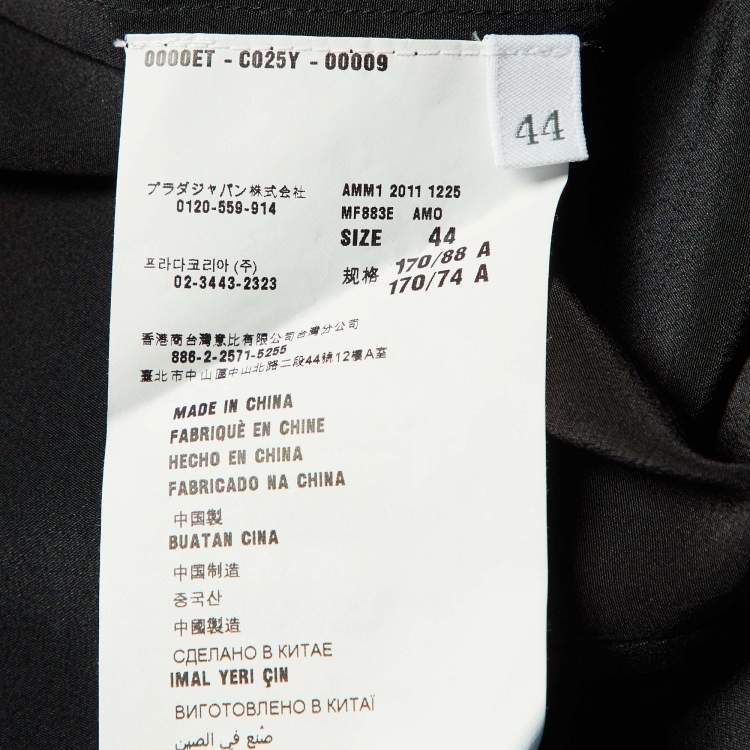 0000ET - C025Y - 00009
44
プラダジャパン株式会社
0120-559-914
AMM1 2011 1225
MF883E AMO
SIZE 44
规格 170/88 A
170/74 A
프라다코리아 (주)
02-3443-2323
香港商台灣意比有限公司台灣分公司
886-2-2571-5255
臺北市中山區中山北路二段44號12樓A室
MADE IN CHINA
FABRIQUÈ EN CHINE
HECHO EN CHINA
FABRICADO NA CHINA
中国製
BUATAN CINA
中国制造
중국산
中國製造
СДЕЛАНО В КИТАЕ
IMAL YERI ÇIN
ВИГОТОВЛЕНО В КИТАЇ
صنع في الصين